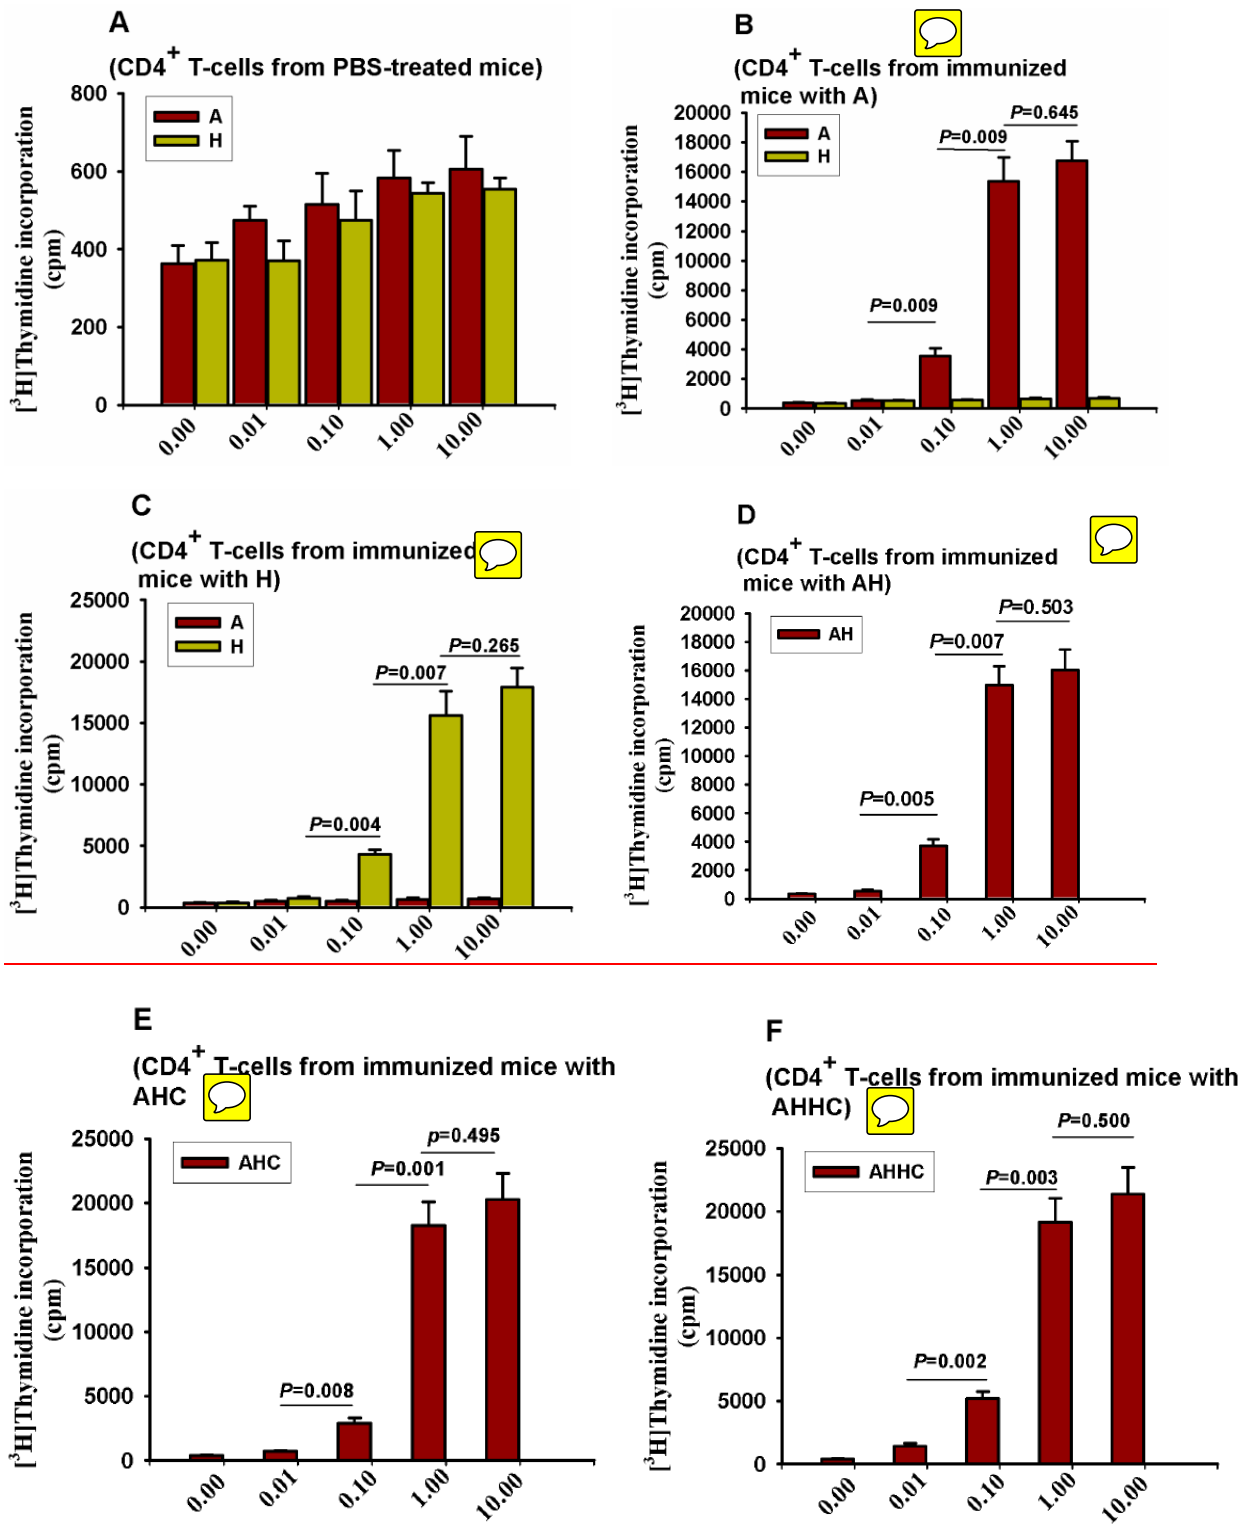 A
(CD4+ T-cells from PBS-treated mice)
800
600
400
200
0
[3H]Thymidine incorporation
(cpm)
A
H
0.00
0.01
0.10
1.00
10.00
B
(CD4+ T-cells from immunized
mice with A)
20000
18000
16000
14000
12000
10000
8000
6000
4000
2000
0
[3H]Thymidine incorporation
(cpm)
A
H
P=0.009
P=0.009
P=0.645
0.00
0.01
0.10
1.00
10.00
C
(CD4+ T-cells from immunized
mice with H)
25000
20000
15000
10000
5000
0
[3H]Thymidine incorporation
(cpm)
A
H
P=0.004
P=0.007
P=0.265
0.00
0.01
0.10
1.00
10.00
D
(CD4+ T-cells from immunized
mice with AH)
20000
18000
16000
14000
12000
10000
8000
6000
4000
2000
0
[3H]Thymidine incorporation
(cpm)
AH
P=0.005
P=0.007
P=0.503
0.00
0.01
0.10
1.00
10.00
E
(CD4+ T-cells from immunized mice with
AHC
25000
20000
15000
10000
5000
0
[3H]Thymidine incorporation
(cpm)
AHC
P=0.008
P=0.001
p=0.495
0.00
0.01
0.10
1.00
10.00
F
(CD4+ T-cells from immunized mice with
AHHC)
25000
20000
15000
10000
5000
0
[3H]Thymidine incorporation
(cpm)
AHHC
P=0.002
P=0.003
P=0.500
0.00
0.01
0.10
1.00
10.00